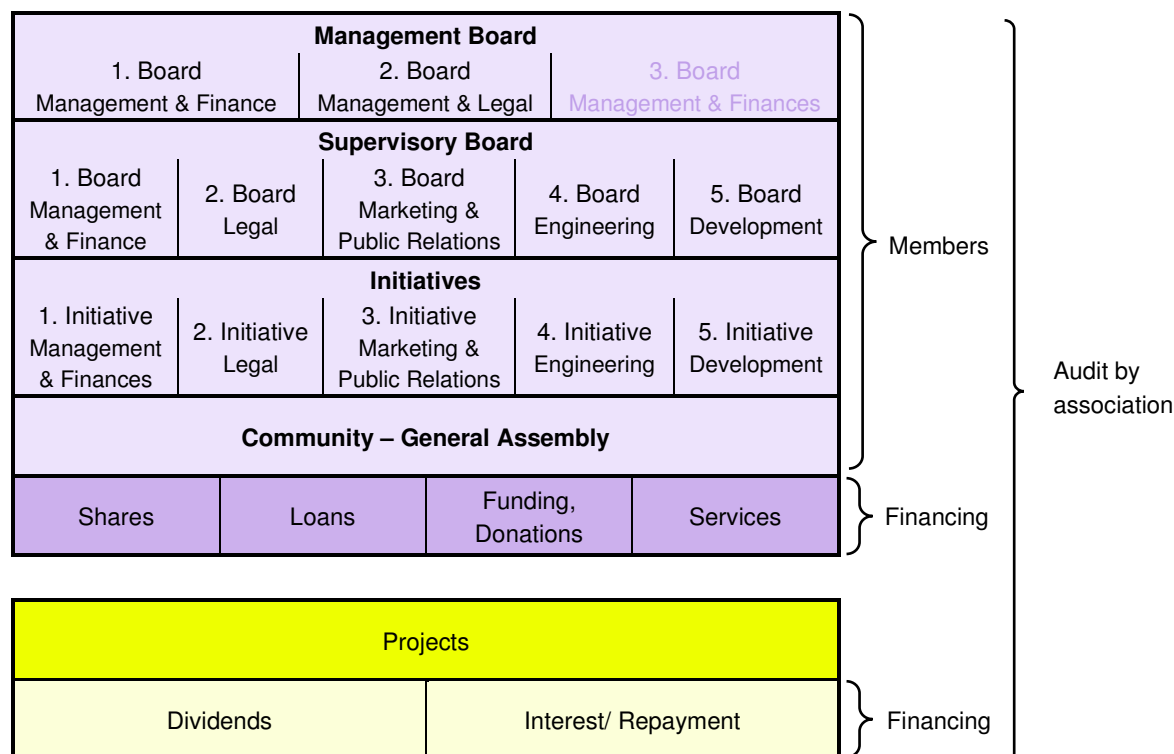 Management Board
1. Board
Management & Finance
2. Board
Management & Legal
3. Board
Management & Finances
Supervisory Board
1. Board
Management
& Finance
2. Board
Legal
3. Board
Marketing &
Public Relations
4. Board
Engineering
5. Board
Development
Members
Initiatives
1. Initiative
Management
& Finances
2. Initiative
Legal
3. Initiative
Marketing &
Public Relations
4. Initiative
Engineering
5. Initiative
Development
Audit by
association
Community – General Assembly
Shares
Loans
Funding,
Donations
Services
Financing
Projects
Dividends
Interest/ Repayment
Financing